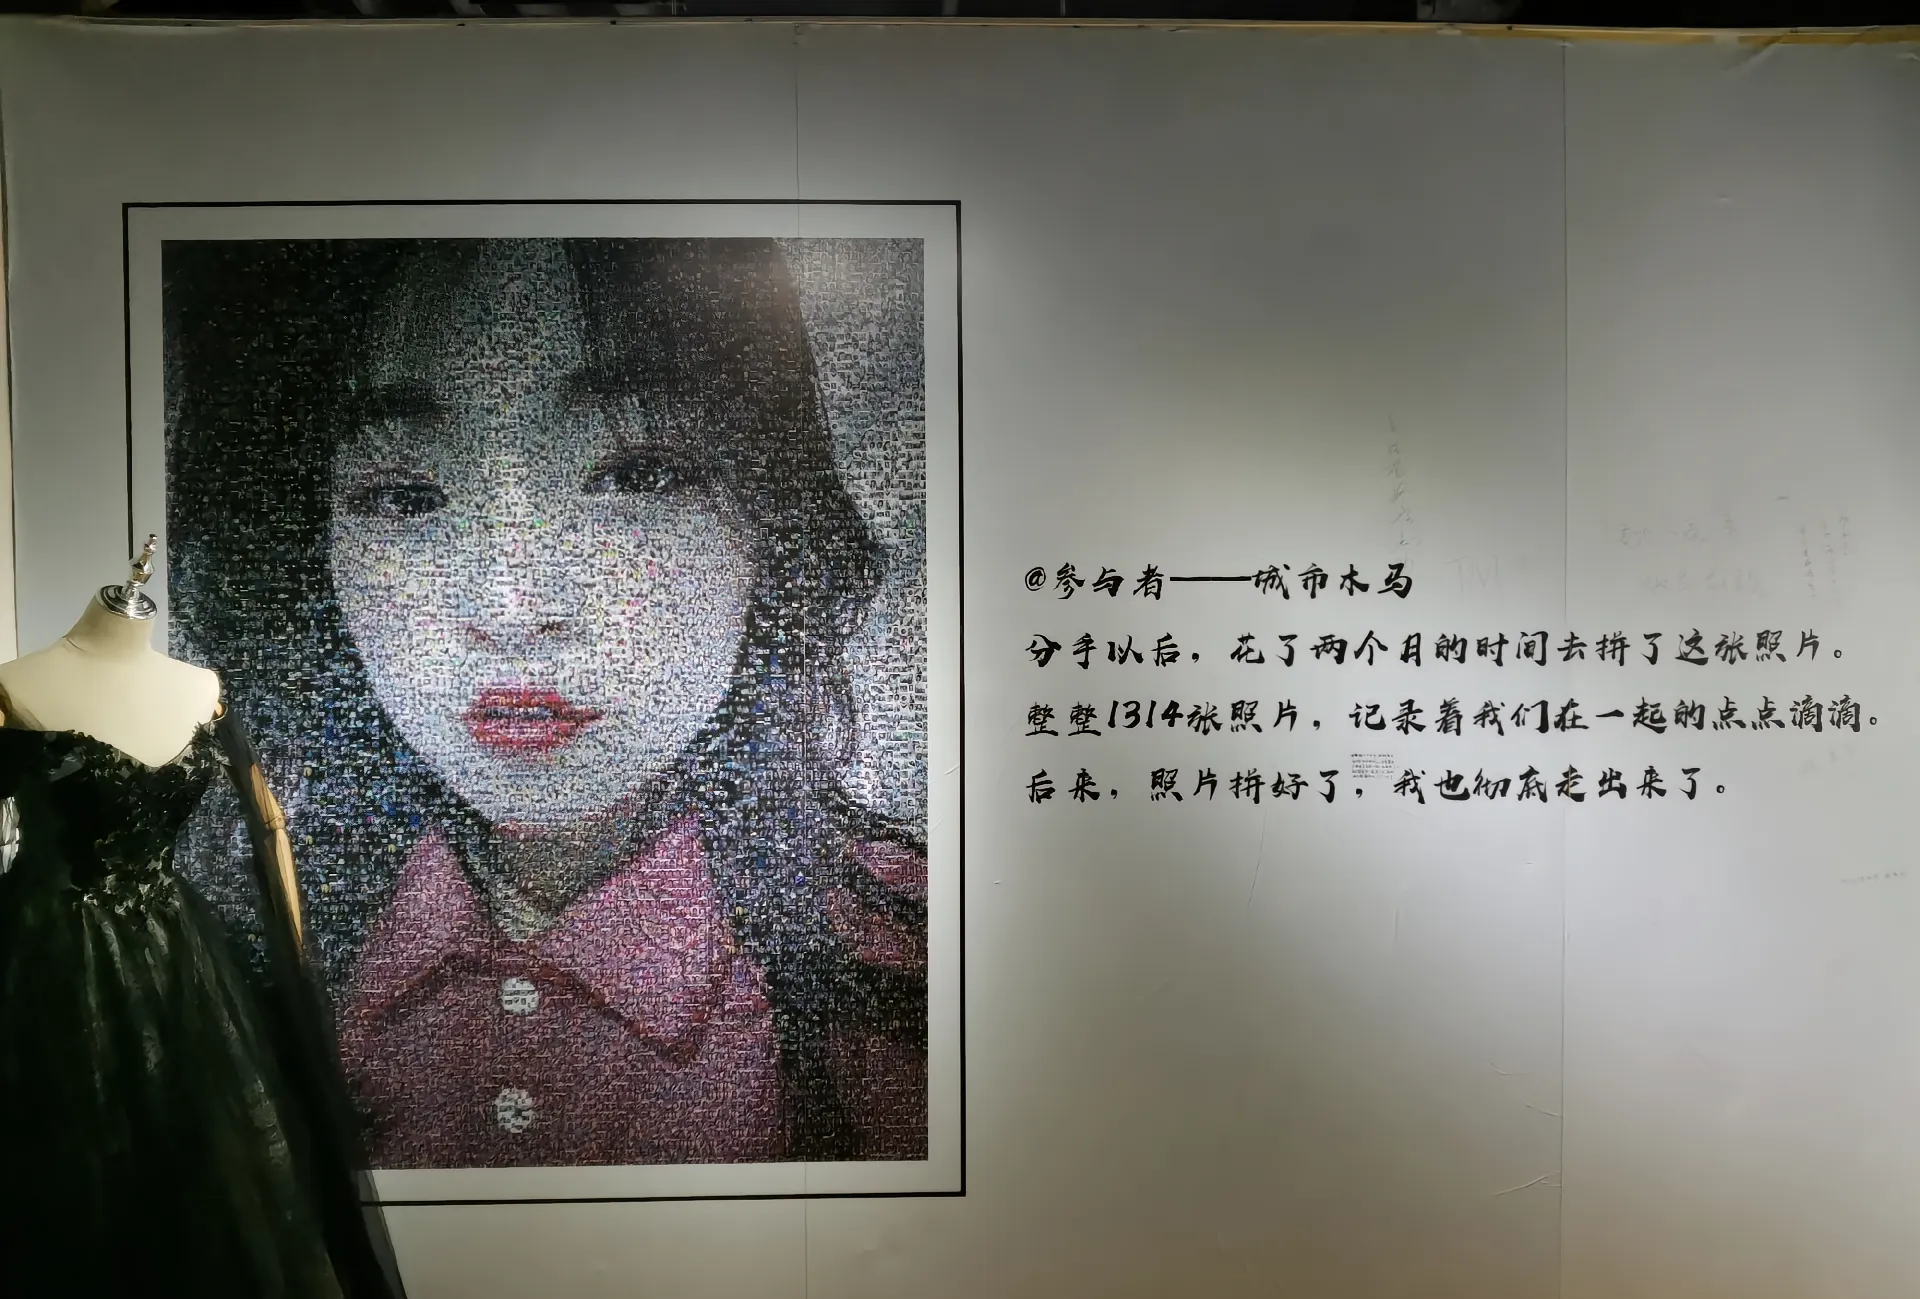 @参与者——城市木马
分手以后，花了两个月的时间去拼了这张照片。
整整1314张照片，记录着我们在一起的点点滴滴。
后来，照片拼好了，我也彻底走出来了。
TM